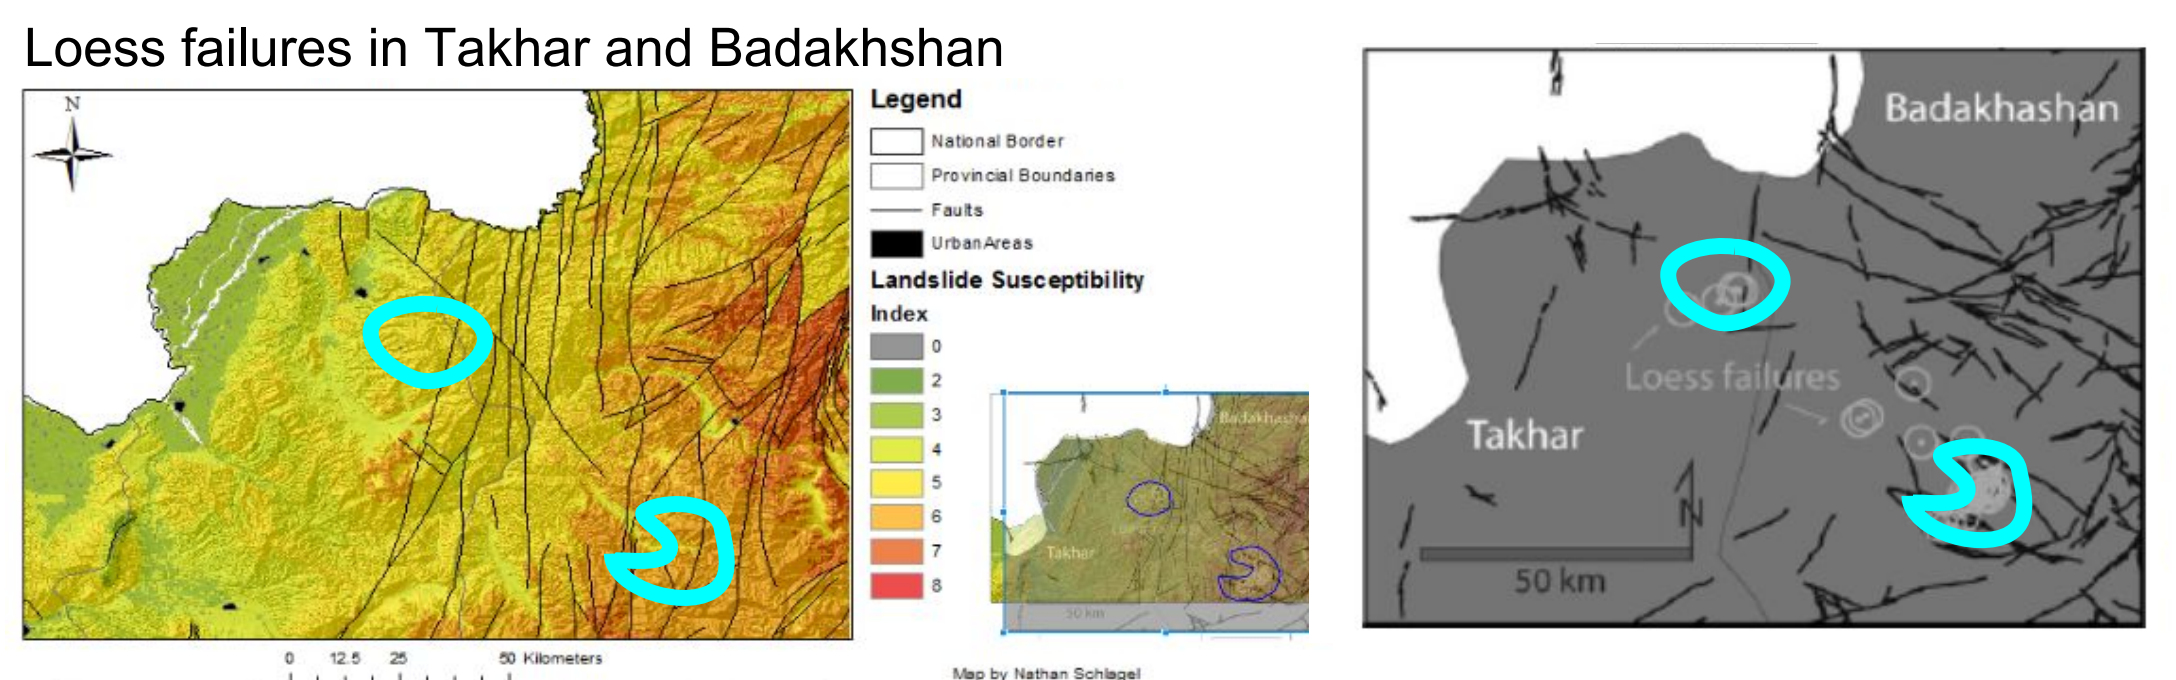 Loess failures in Takhar and Badakhshan
N
0 12.5 25 50 Kilometers
Legend
National Border
Provincial Boundaries
Faults
Urban Areas
Landslide Susceptibility
Index
0
2
3
4
5
6
7
8
Badakhasha
Takhar
50 km
Map by Nathan Schlagel
Badakhashan
Loess failures
Takhar
N
50 km